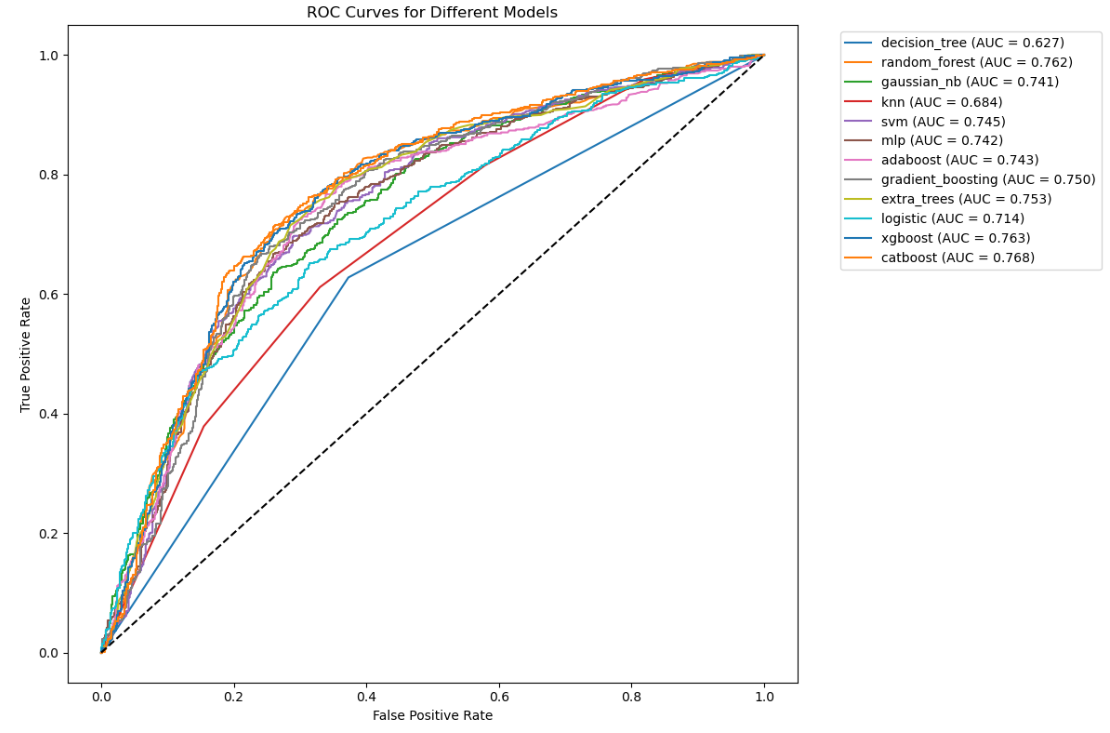 ROC Curves for Different Models
1.0
0.8
0.6
0.4
0.2
0.0
True Positive Rate
0.0 0.2 0.4 0.6 0.8 1.0
False Positive Rate
decision_tree (AUC = 0.627)
random_forest (AUC = 0.762)
gaussian_nb (AUC = 0.741)
knn (AUC = 0.684)
svm (AUC = 0.745)
mlp (AUC = 0.742)
adaboost (AUC = 0.743)
gradient_boosting (AUC = 0.750)
extra_trees (AUC = 0.753)
logistic (AUC = 0.714)
xgboost (AUC = 0.763)
catboost (AUC = 0.768)